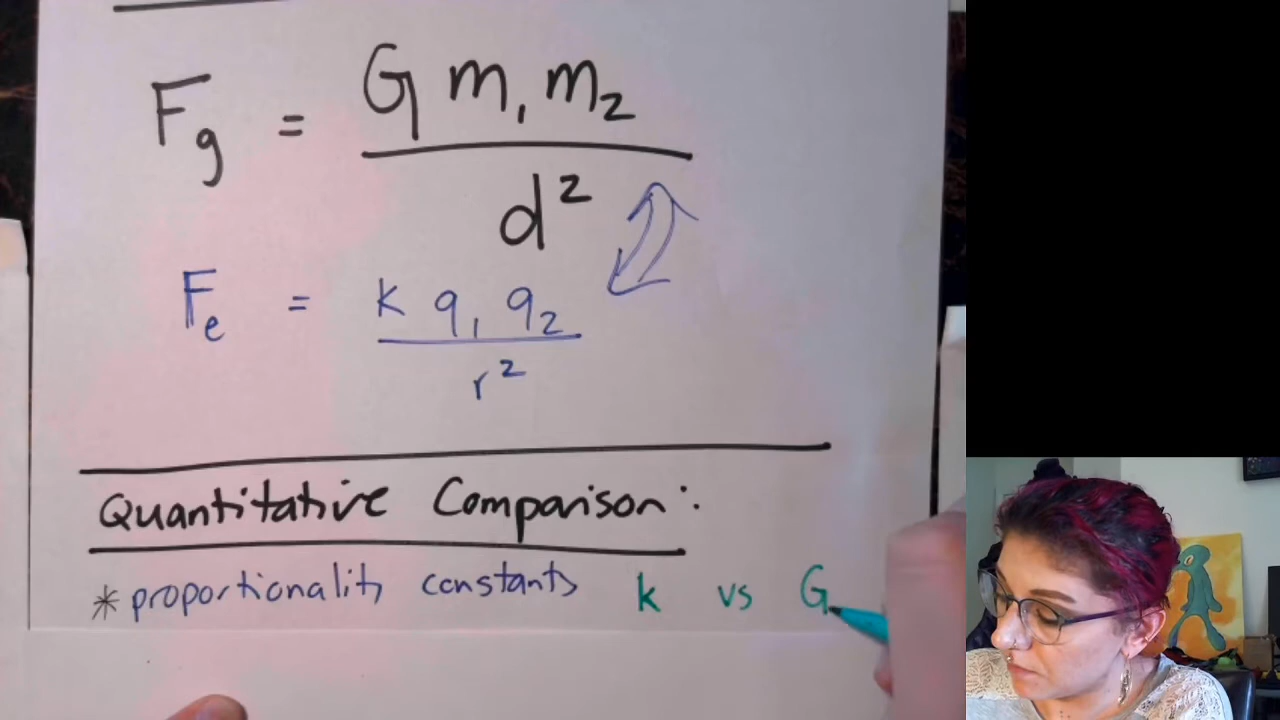 Fg = G m₁ m₂
d²
Fe = k q₁ q₂
r²
Quantitative Comparison:
* proportionality constants k vs G